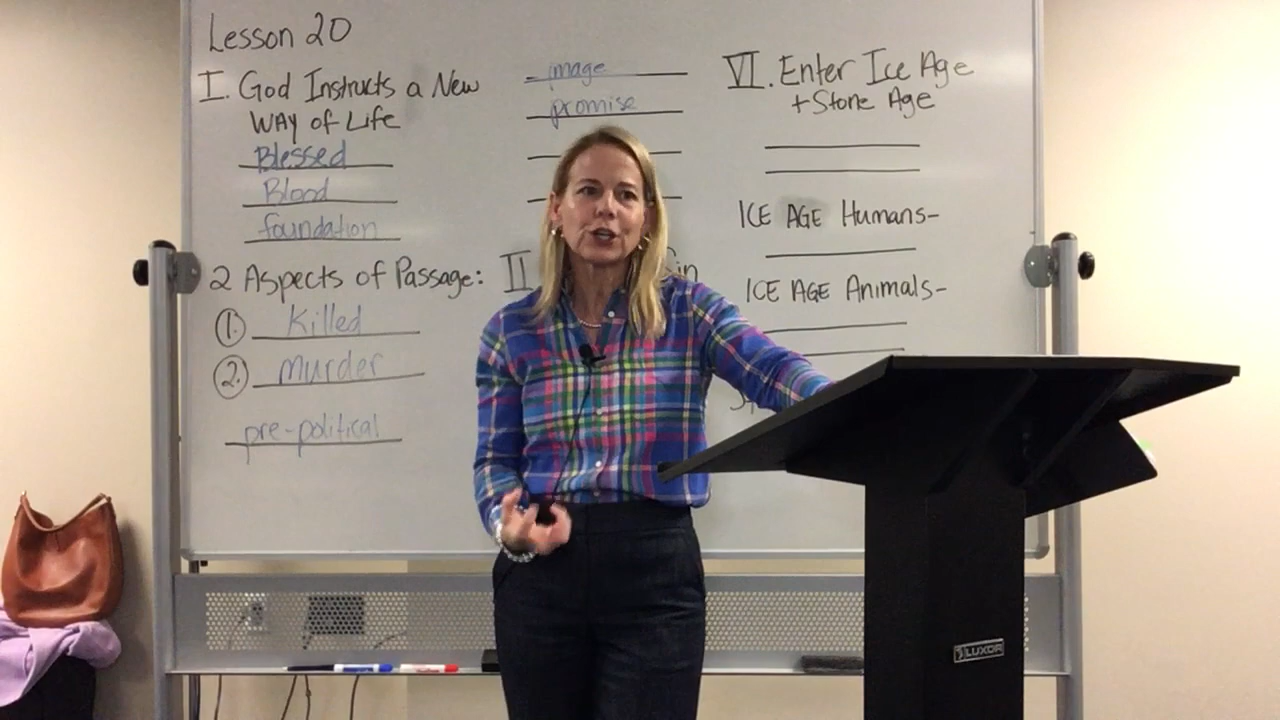 Lesson 20
I. God Instructs a New
WAY of Life
Blessed
Blood
foundation
2 Aspects of Passage:
1. Killed
2. Murder
pre-political
image
promise
II
VI. Enter Ice Age
+ Stone Age
ICE AGE Humans-
ICE AGE Animals-
LUXOR